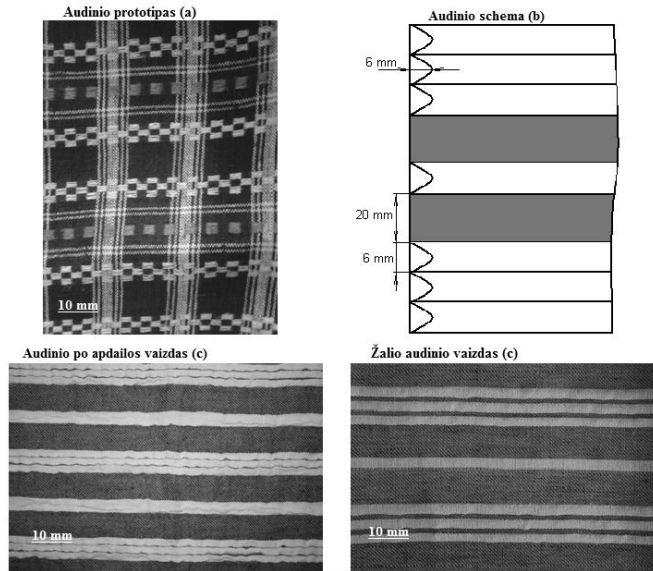 Audinio prototipas (a)
Audinio schema (b)
6 mm
20 mm
6 mm
10 mm
Audinio po apdailos vaizdas (c)
Žalio audinio vaizdas (c)
10 mm
10 mm